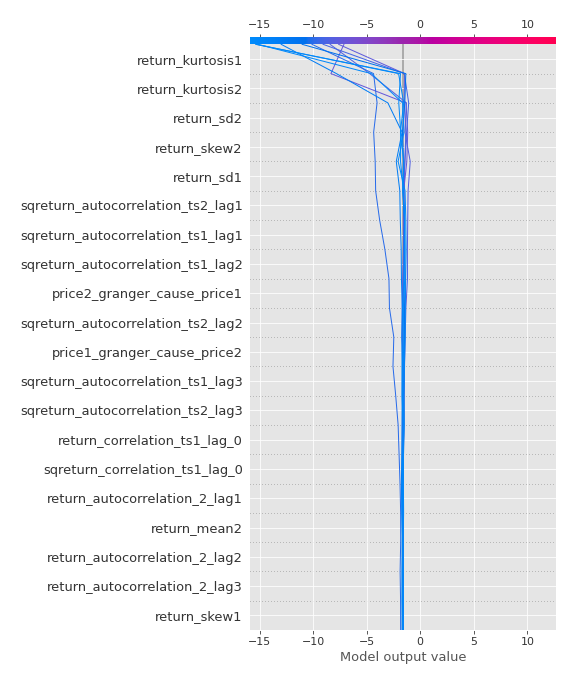 −15 −10 −5 0 5 10
return_kurtosis1
return_kurtosis2
return_sd2
return_skew2
return_sd1
sqreturn_autocorrelation_ts2_lag1
sqreturn_autocorrelation_ts1_lag1
sqreturn_autocorrelation_ts1_lag2
price2_granger_cause_price1
sqreturn_autocorrelation_ts2_lag2
price1_granger_cause_price2
sqreturn_autocorrelation_ts1_lag3
sqreturn_autocorrelation_ts2_lag3
return_correlation_ts1_lag_0
sqreturn_correlation_ts1_lag_0
return_autocorrelation_2_lag1
return_mean2
return_autocorrelation_2_lag2
return_autocorrelation_2_lag3
return_skew1
−15 −10 −5 0 5 10
Model output value